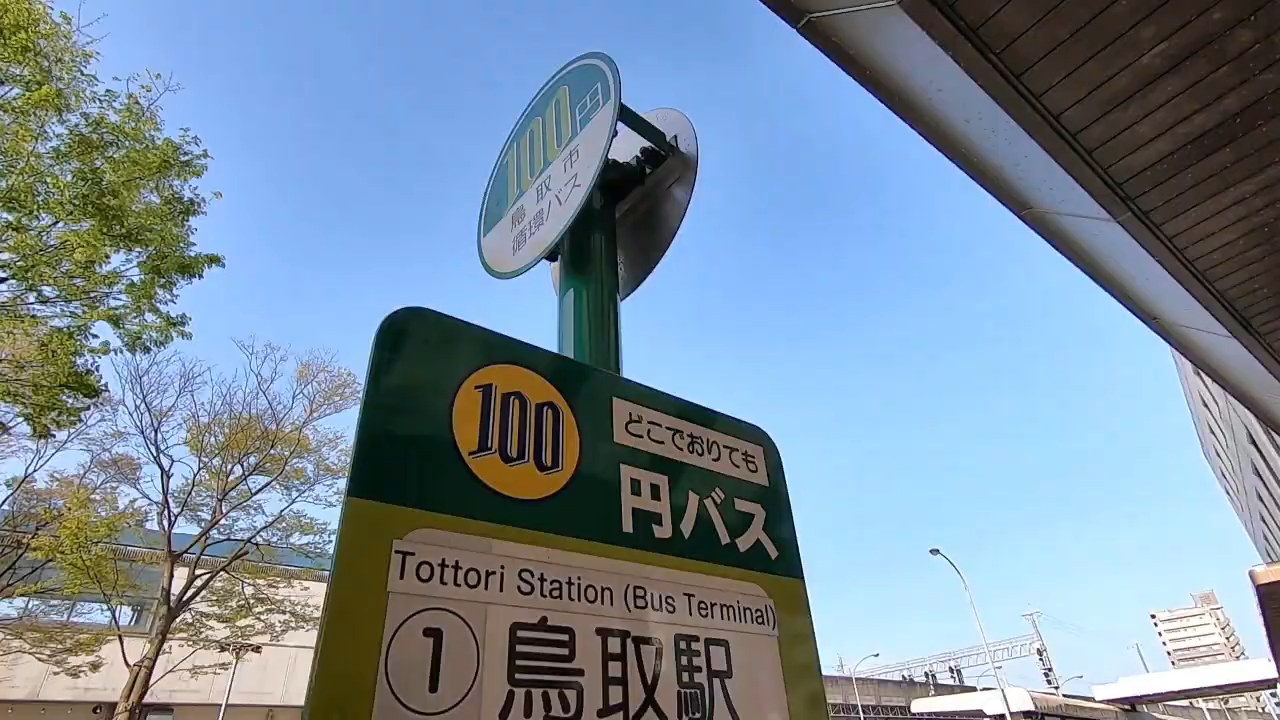 100円
鳥取市
循環バス
100
どこでおりても
円バス
Tottori Station (Bus Terminal)
① 鳥取駅